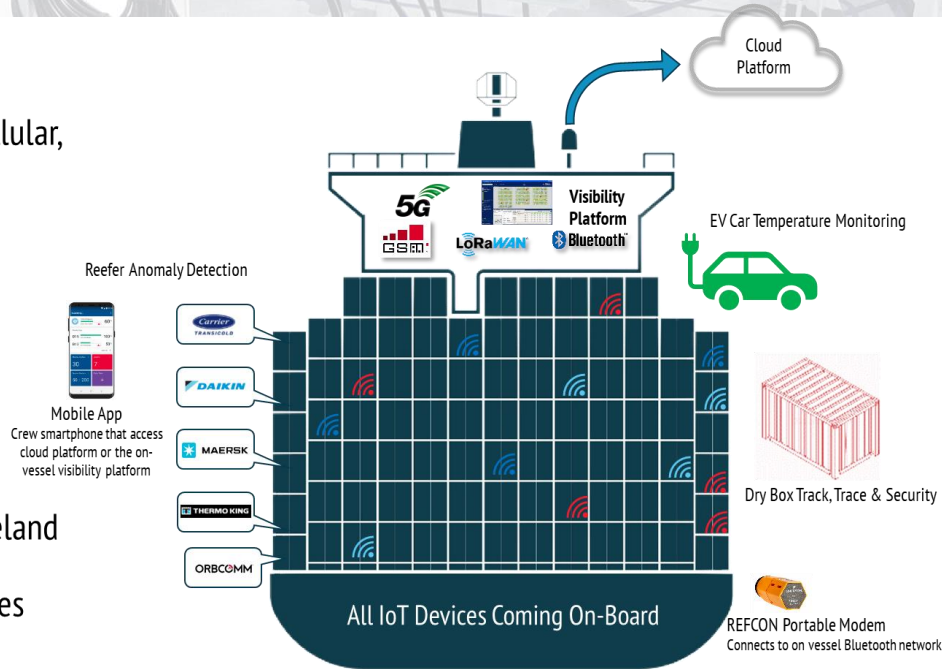 Cloud
Platform
lular,
5G
GSM
LoRaWAN
Visibility
Platform
Bluetooth
EV Car Temperature Monitoring
Reefer Anomaly Detection
Carrier
TRANSICOLD
DAIKIN
MAERSK
THERMO KING
ORBCOMM
Mobile App
Crew smartphone that access
cloud platform or the on-
vessel visibility platform
Dry Box Track, Trace & Security
eland
es
All IoT Devices Coming On-Board
REFCON Portable Modem
Connects to on vessel Bluetooth network